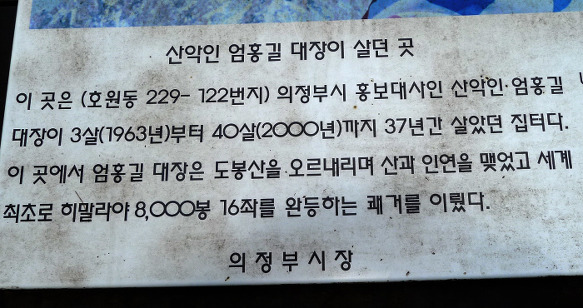 산악인 엄홍길 대장이 살던 곳
이 곳은 (호원동 229- 122번지) 의정부시 홍보대사인 산악인·엄홍길
대장이 3살(1963년)부터 40살(2000년)까지 37년간 살았던 집터다.
이 곳에서 엄홍길 대장은 도봉산을 오르내리며 산과 인연을 맺었고 세계
최초로 히말라야 8,000봉 16좌를 완등하는 쾌거를 이뤘다.
의정부시장